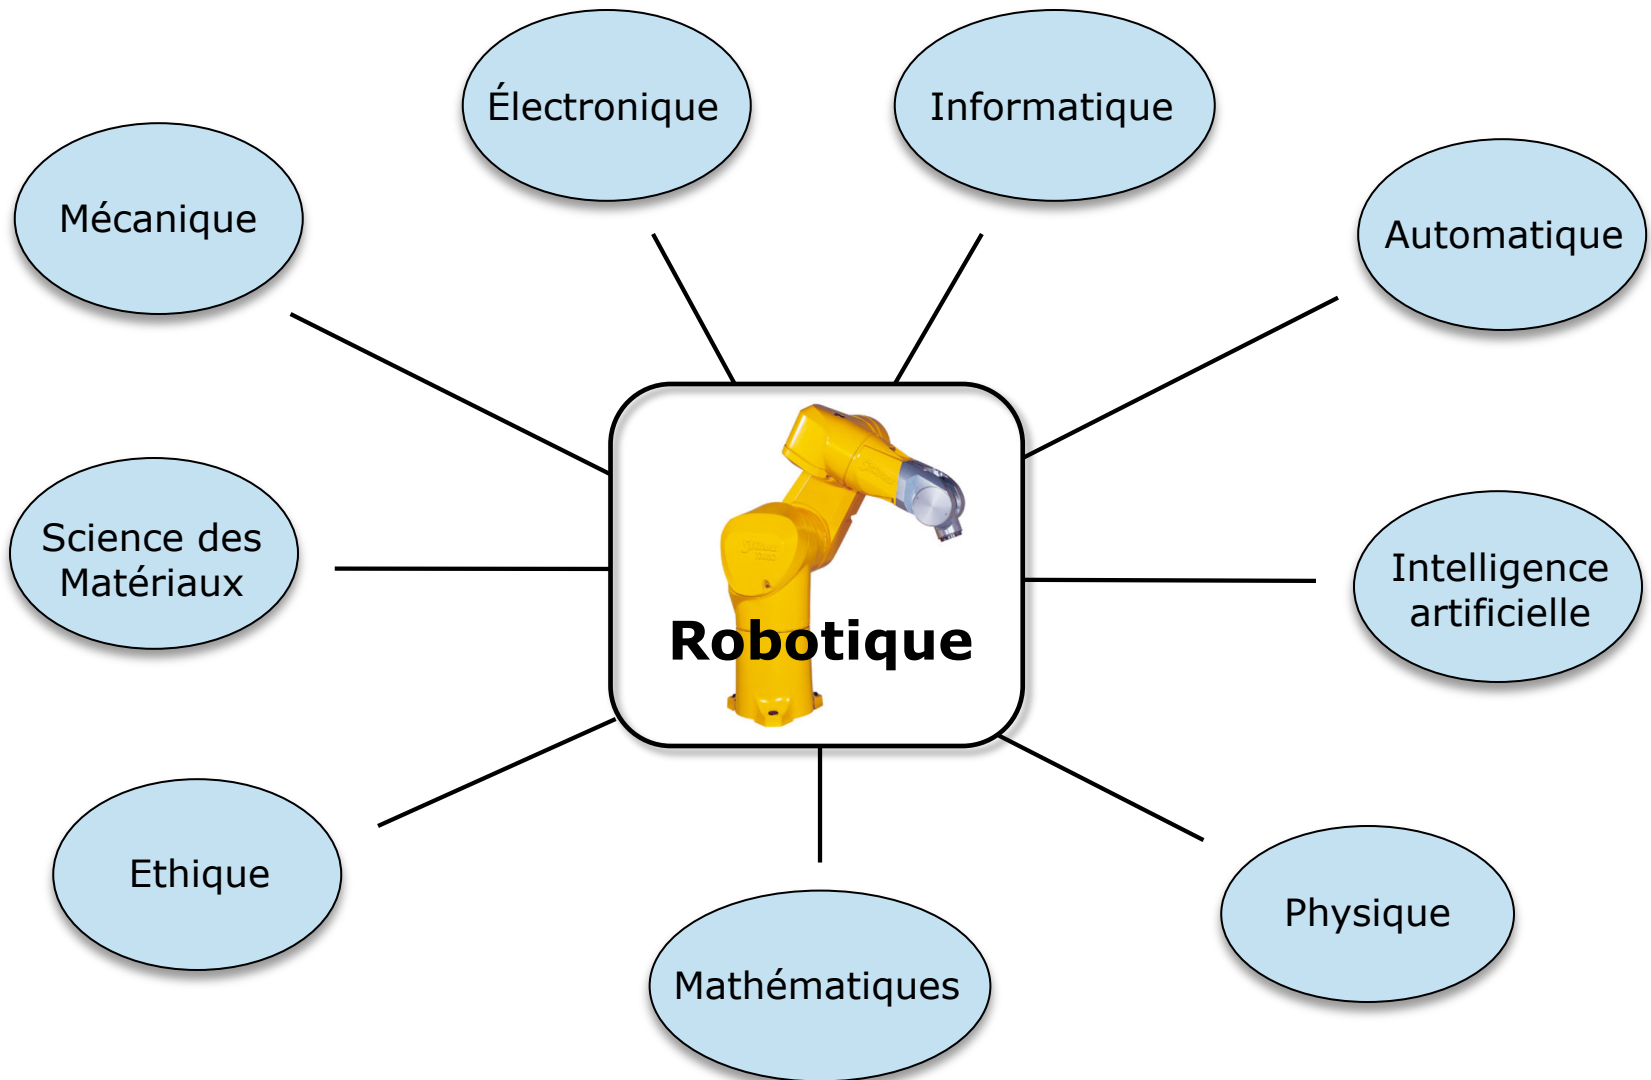 Électronique
Informatique
Mécanique
Automatique
Science des
Matériaux
Intelligence
artificielle
Robotique
Ethique
Physique
Mathématiques